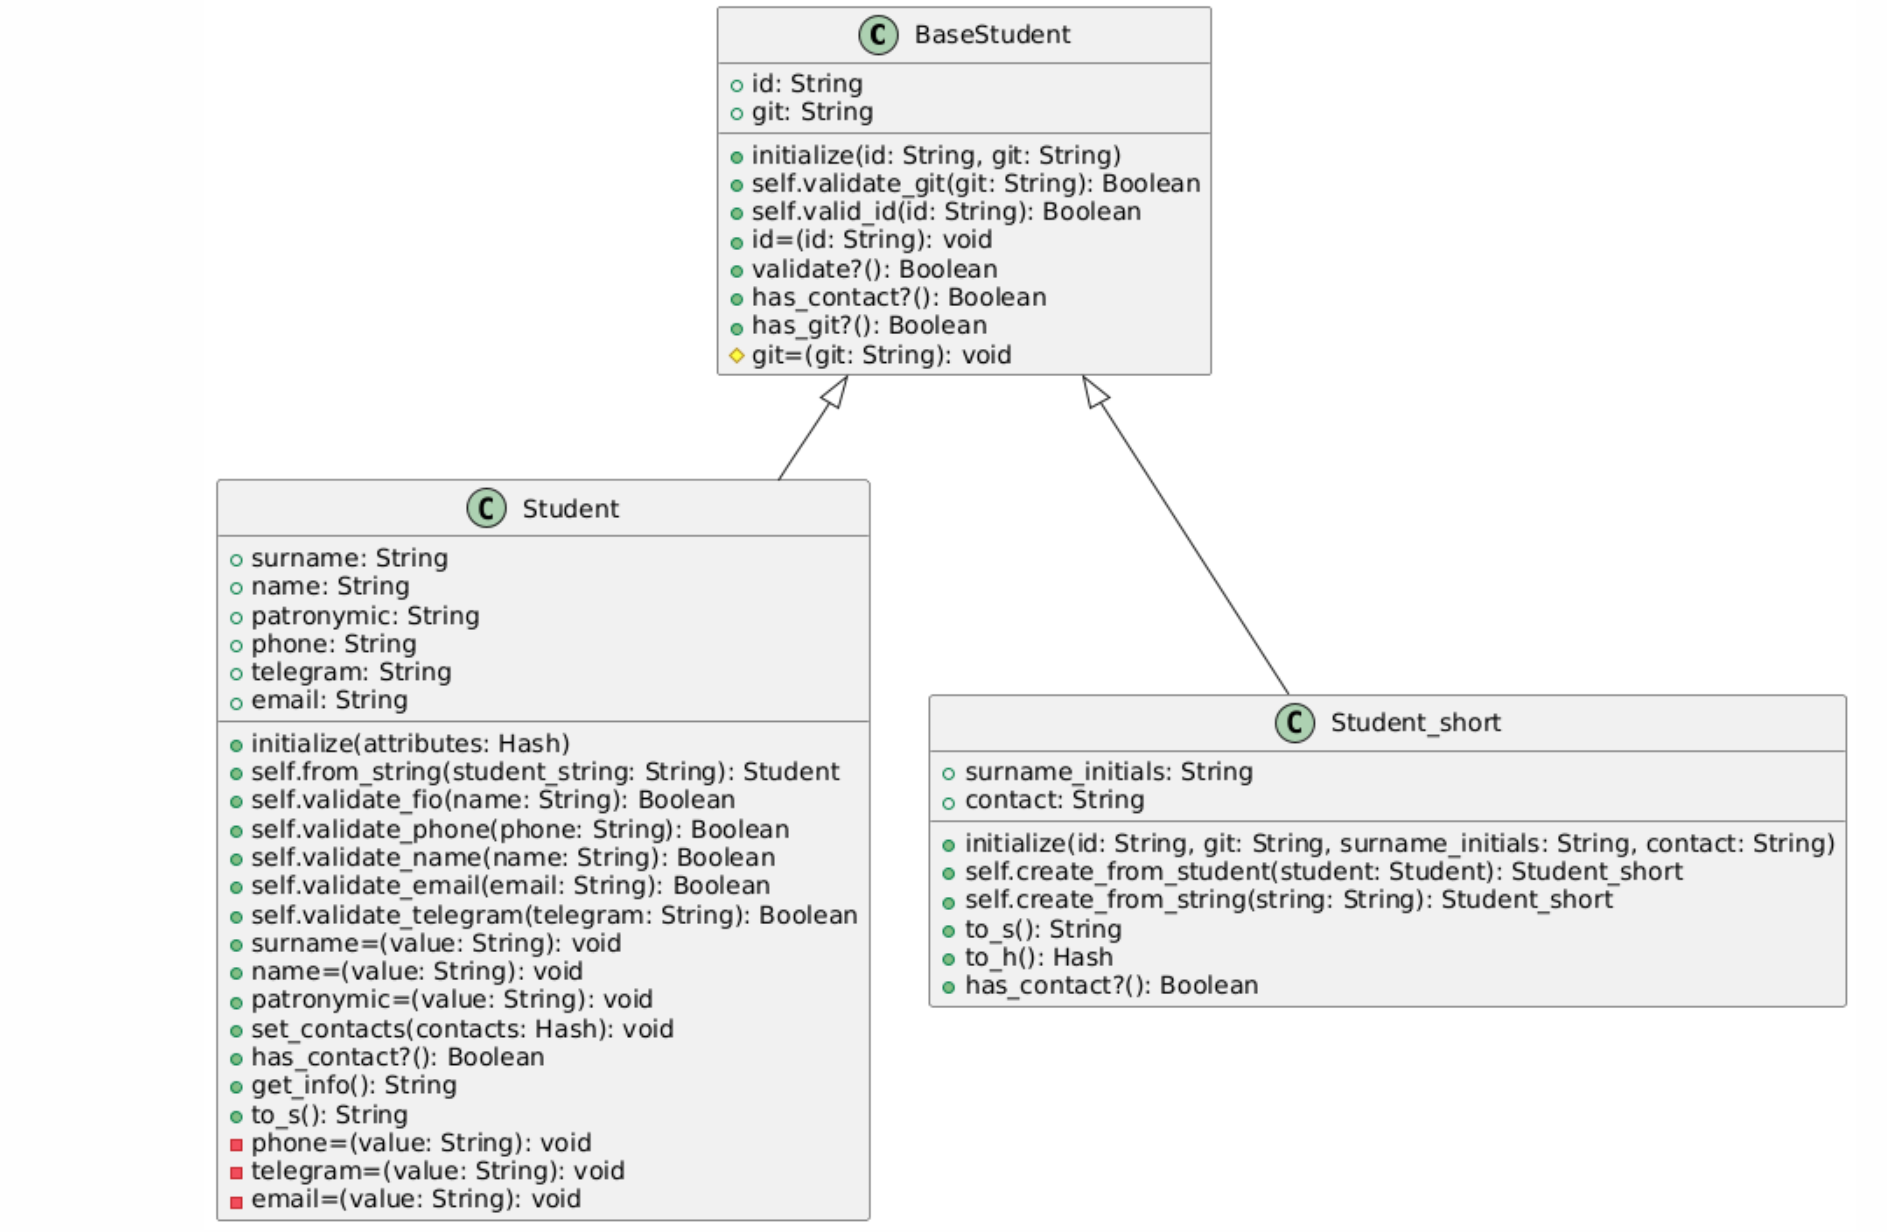 C BaseStudent
id: String
git: String
initialize(id: String, git: String)
self.validate_git(git: String): Boolean
self.valid_id(id: String): Boolean
id=(id: String): void
validate?(): Boolean
has_contact?(): Boolean
has_git?(): Boolean
git=(git: String): void
C Student
surname: String
name: String
patronymic: String
phone: String
telegram: String
email: String
initialize(attributes: Hash)
self.from_string(student_string: String): Student
self.validate_fio(name: String): Boolean
self.validate_phone(phone: String): Boolean
self.validate_name(name: String): Boolean
self.validate_email(email: String): Boolean
self.validate_telegram(telegram: String): Boolean
surname=(value: String): void
name=(value: String): void
patronymic=(value: String): void
set_contacts(contacts: Hash): void
has_contact?(): Boolean
get_info(): String
to_s(): String
phone=(value: String): void
telegram=(value: String): void
email=(value: String): void
C Student_short
surname_initials: String
contact: String
initialize(id: String, git: String, surname_initials: String, contact: String)
self.create_from_student(student: Student): Student_short
self.create_from_string(string: String): Student_short
to_s(): String
to_h(): Hash
has_contact?(): Boolean